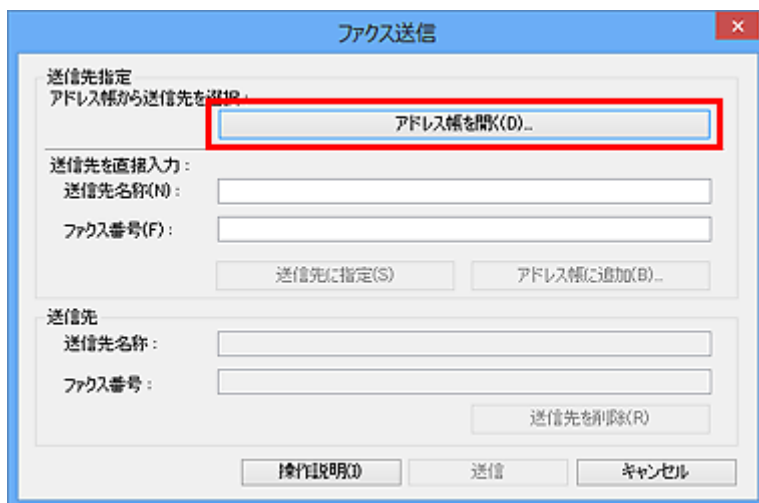 ファクス送信
送信先指定
アドレス帳から送信先を選択:
アドレス帳を開く(D)...
送信先を直接入力:
送信先名称(N):
ファクス番号(F):
送信先に指定(S) アドレス帳に追加(B)...
送信先
送信先名称:
ファクス番号:
送信先を削除(R)
操作説明(I) 送信 キャンセル